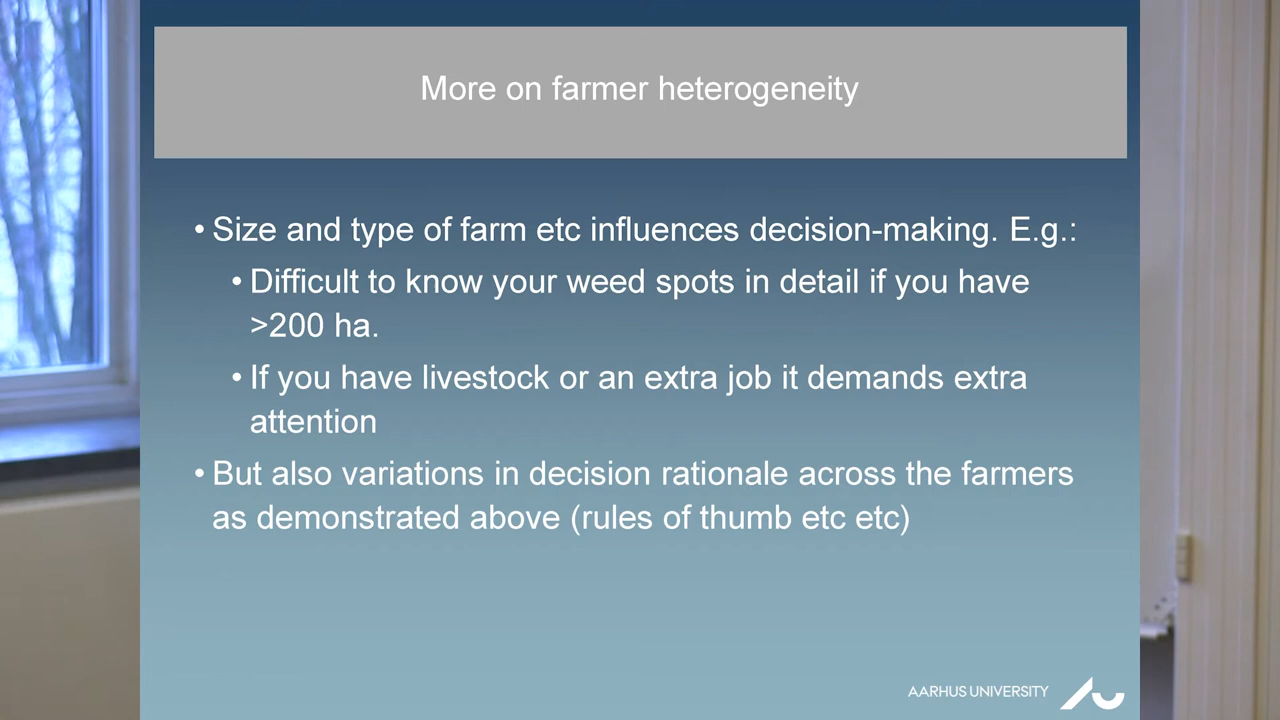 More on farmer heterogeneity
• Size and type of farm etc influences decision-making. E.g.:
• Difficult to know your weed spots in detail if you have
>200 ha.
• If you have livestock or an extra job it demands extra
attention
• But also variations in decision rationale across the farmers
as demonstrated above (rules of thumb etc etc)
AARHUS UNIVERSITY